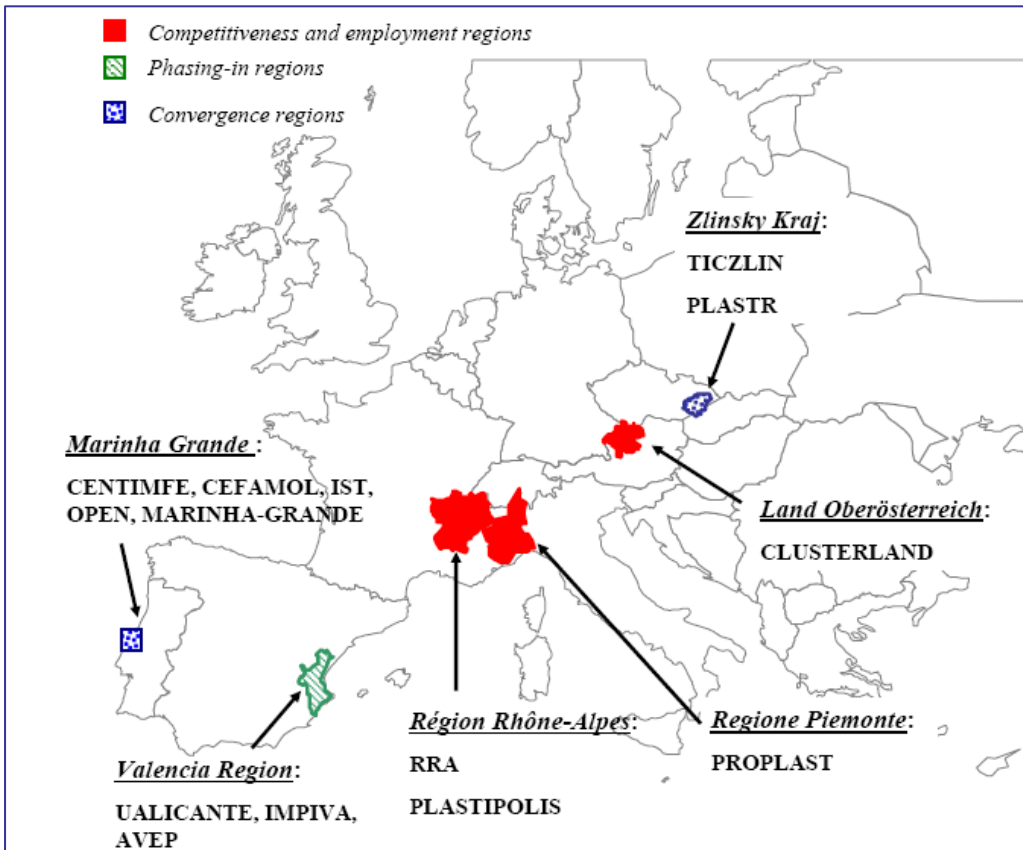 Competitiveness and employment regions
Phasing-in regions
Convergence regions
Zlinsky Kraj:
TICZLIN
PLASTR
Marinha Grande :
CENTIMFE, CEFAMOL, IST,
OPEN, MARINHA-GRANDE
Land Oberösterreich:
CLUSTERLAND
Valencia Region:
UALICANTE, IMPIVA,
AVEP
Région Rhône-Alpes:
RRA
PLASTIPOLIS
Regione Piemonte:
PROPLAST